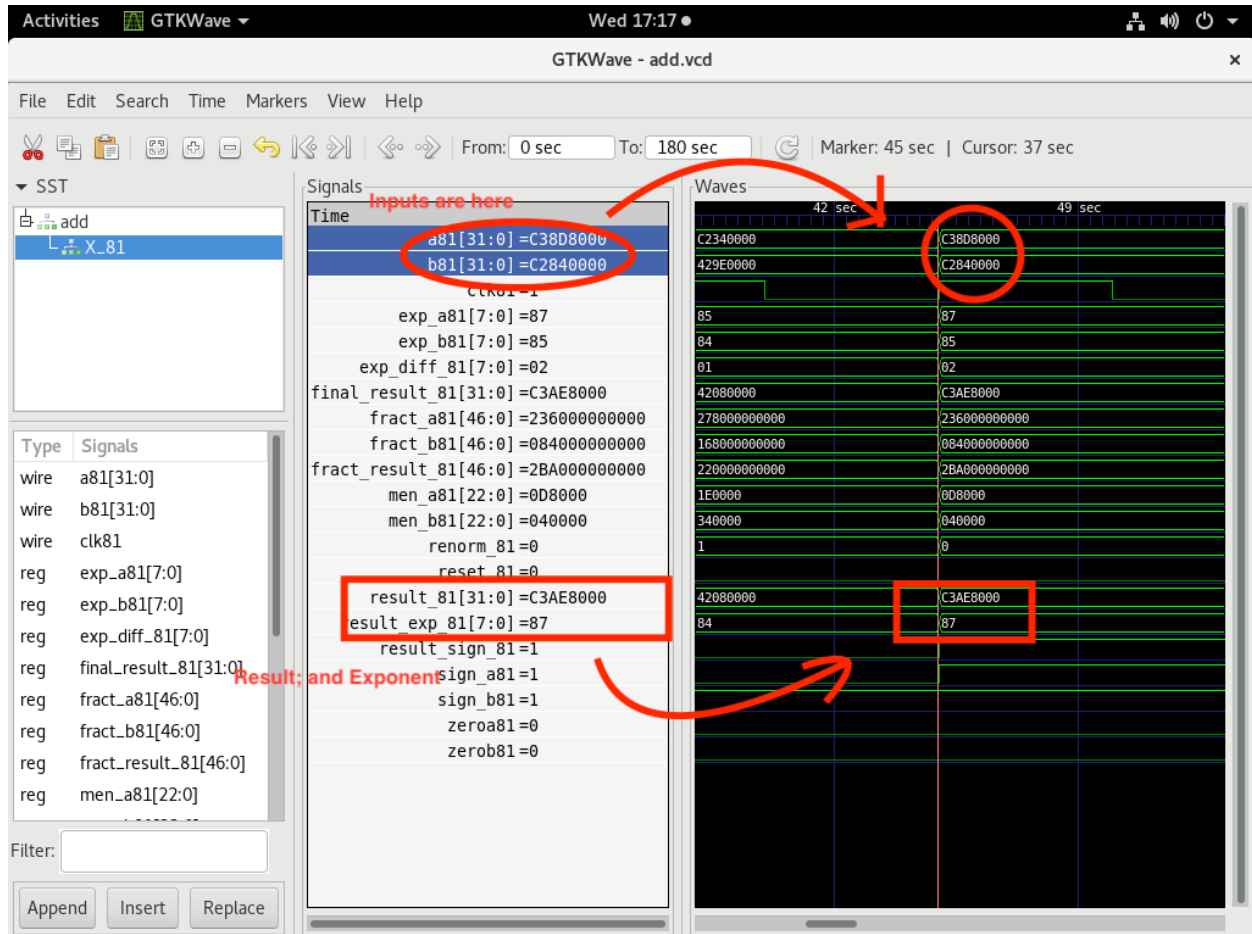 Activities GTKWave Wed 17:17
GTKWave - add.vcd ×
File Edit Search Time Markers View Help
From: 0 sec To: 180 sec | Marker: 45 sec | Cursor: 37 sec
SST
add
X_81
Type Signals
wire a81[31:0]
wire b81[31:0]
wire clk81
reg exp_a81[7:0]
reg exp_b81[7:0]
reg exp_diff_81[7:0]
reg final_result_81[31:0]
reg fract_a81[46:0]
reg fract_b81[46:0]
reg fract_result_81[46:0]
reg men_a81[22:0]
Filter:
Append Insert Replace
Signals
Inputs are here
Time
a81[31:0]=C38D8000
b81[31:0]=C2840000
clk81=1
exp_a81[7:0]=87
exp_b81[7:0]=85
exp_diff_81[7:0]=02
final_result_81[31:0]=C3AE8000
fract_a81[46:0]=236000000000
fract_b81[46:0]=084000000000
fract_result_81[46:0]=2BA000000000
men_a81[22:0]=0D8000
men_b81[22:0]=040000
renorm_81=0
reset_81=0
result_81[31:0]=C3AE8000
result_exp_81[7:0]=87
result_sign_81=1
Result; and Exponent
sign_a81=1
sign_b81=1
zeroa81=0
zerob81=0
Waves
42 sec 49 sec
C2340000 C38D8000
429E0000 C2840000
85 87
84 85
01 02
42080000 C3AE8000
278000000000 236000000000
168000000000 084000000000
220000000000 2BA000000000
1E0000 0D8000
340000 040000
1 0
42080000 C3AE8000
84 87